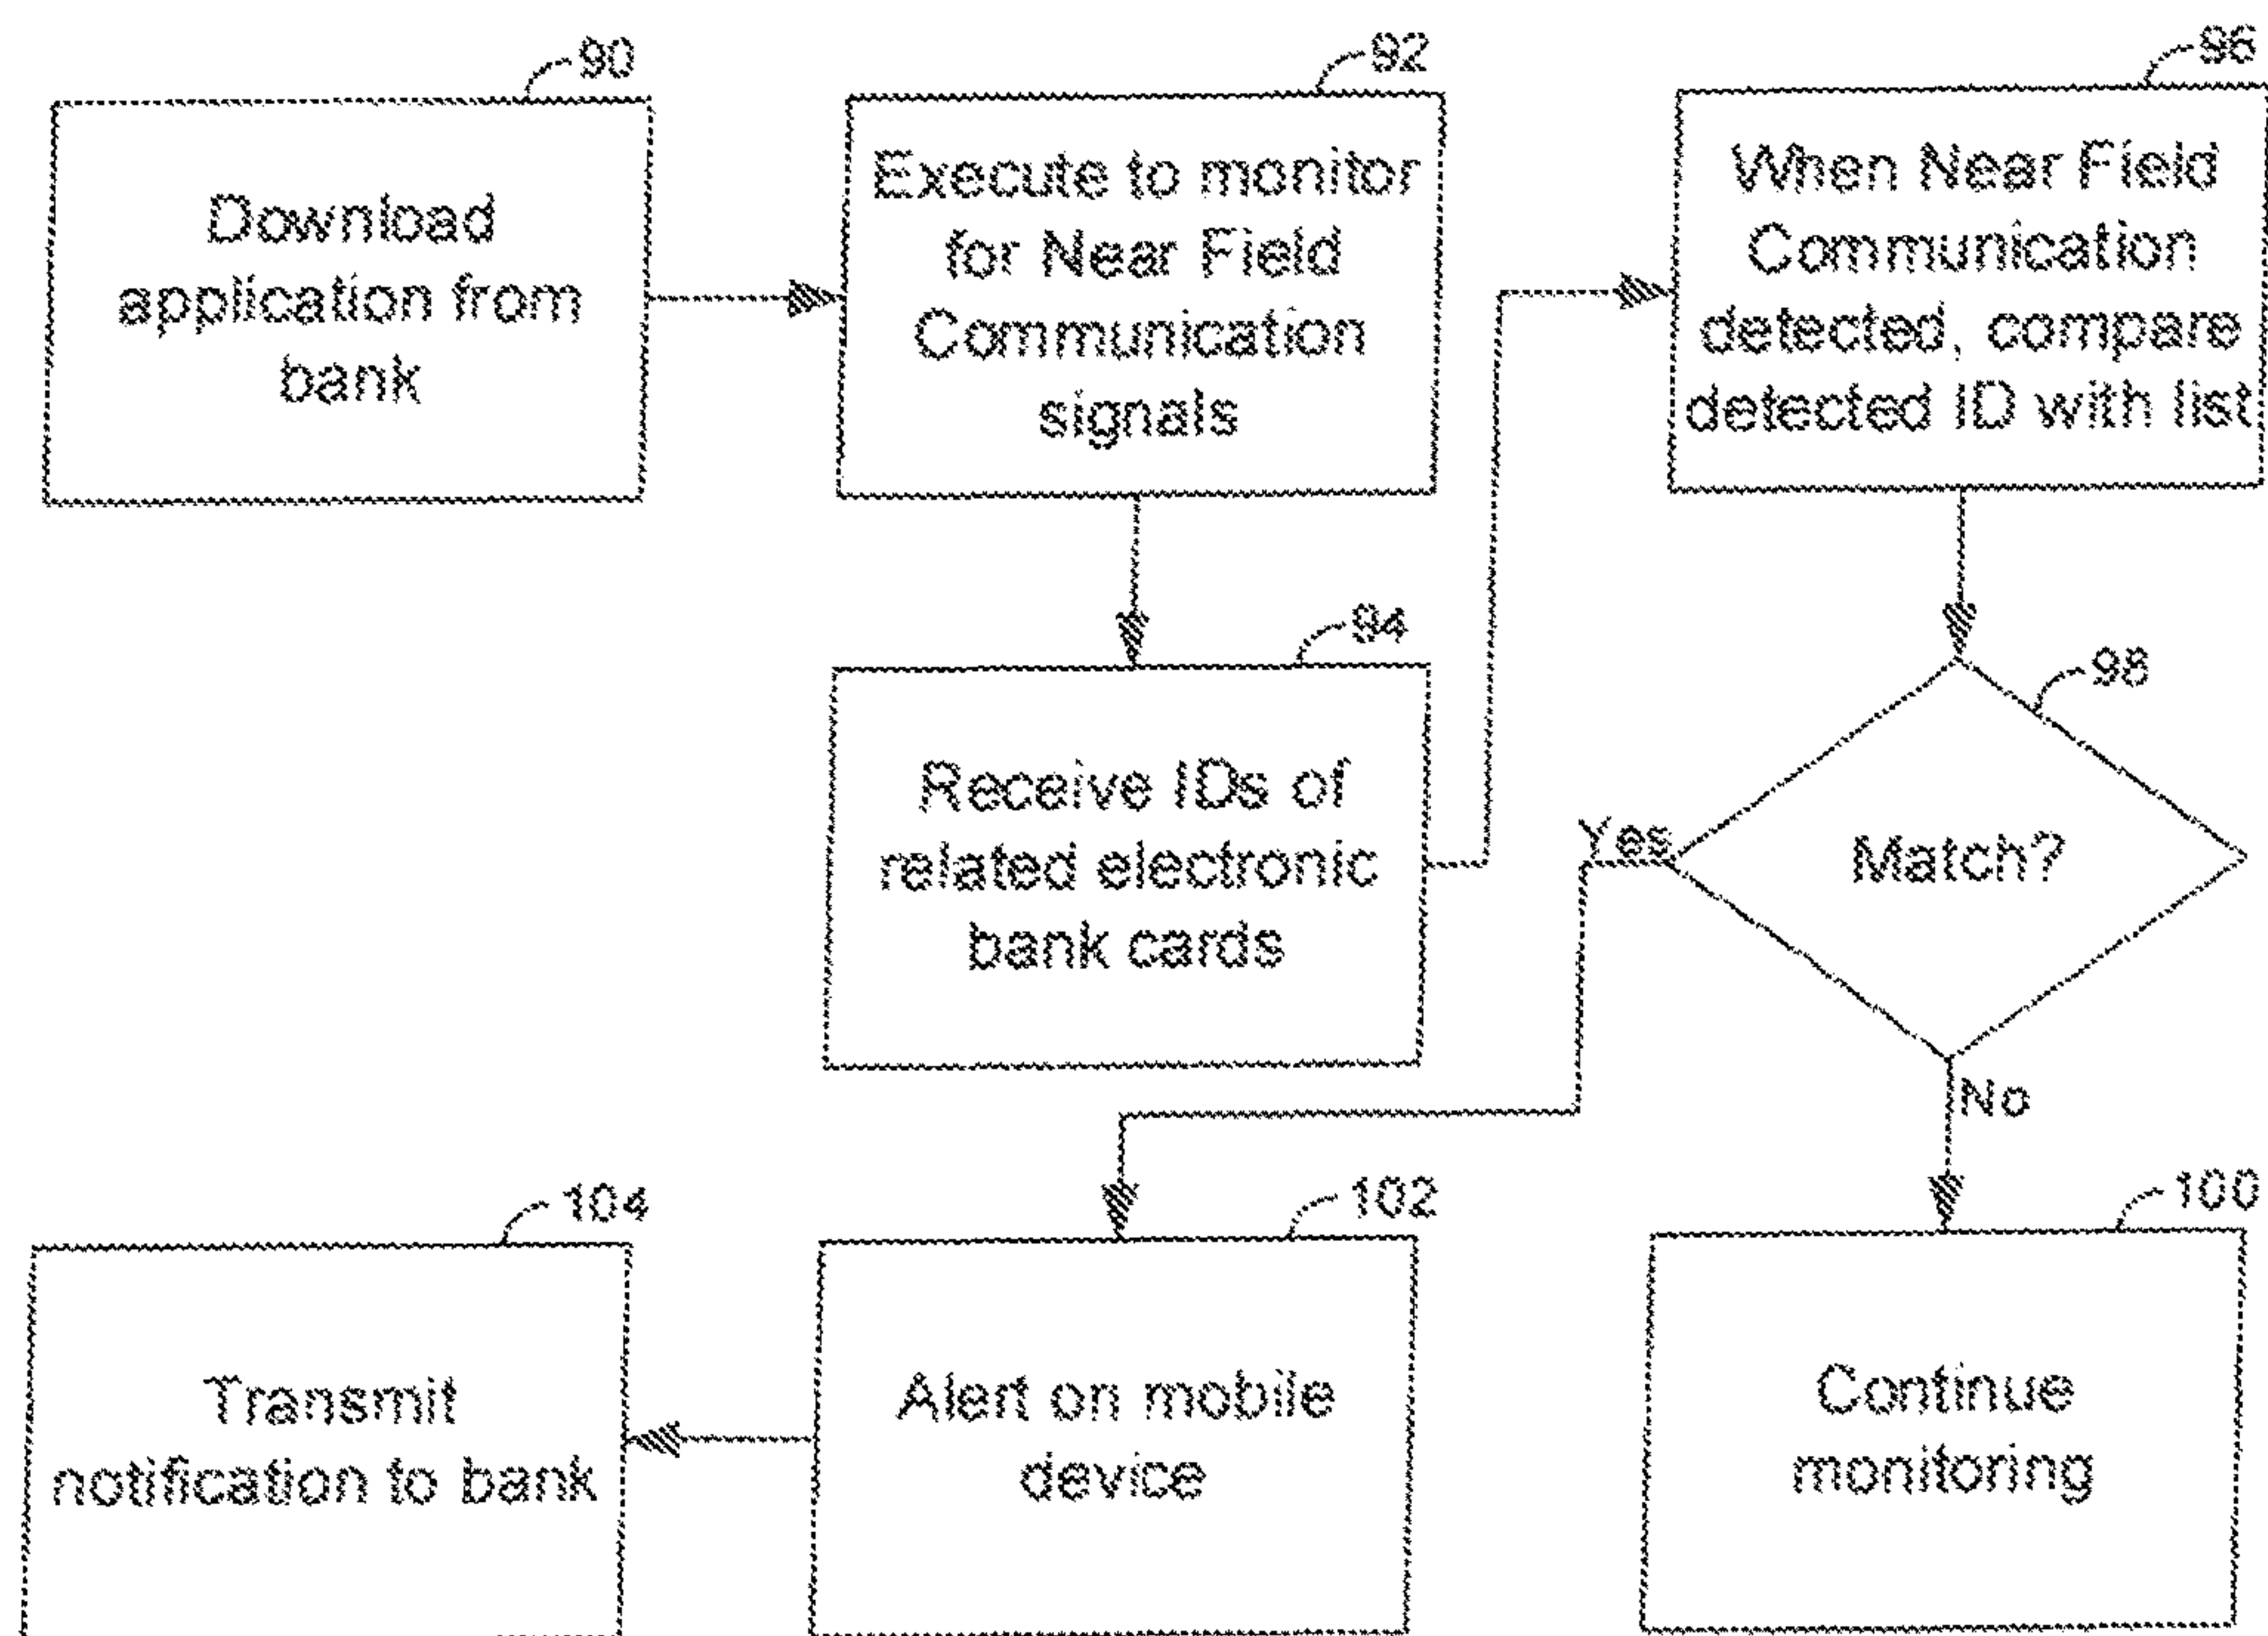 90
Download
application from
bank
92
Execute to monitor
for Near Field
Communication
signals
94
Receive IDs of
related electronic
bank cards
96
When Near Field
Communication
detected, compare
detected ID with list
98
Match?
Yes
No
100
Continue
monitoring
102
Alert on mobile
device
104
Transmit
notification to bank